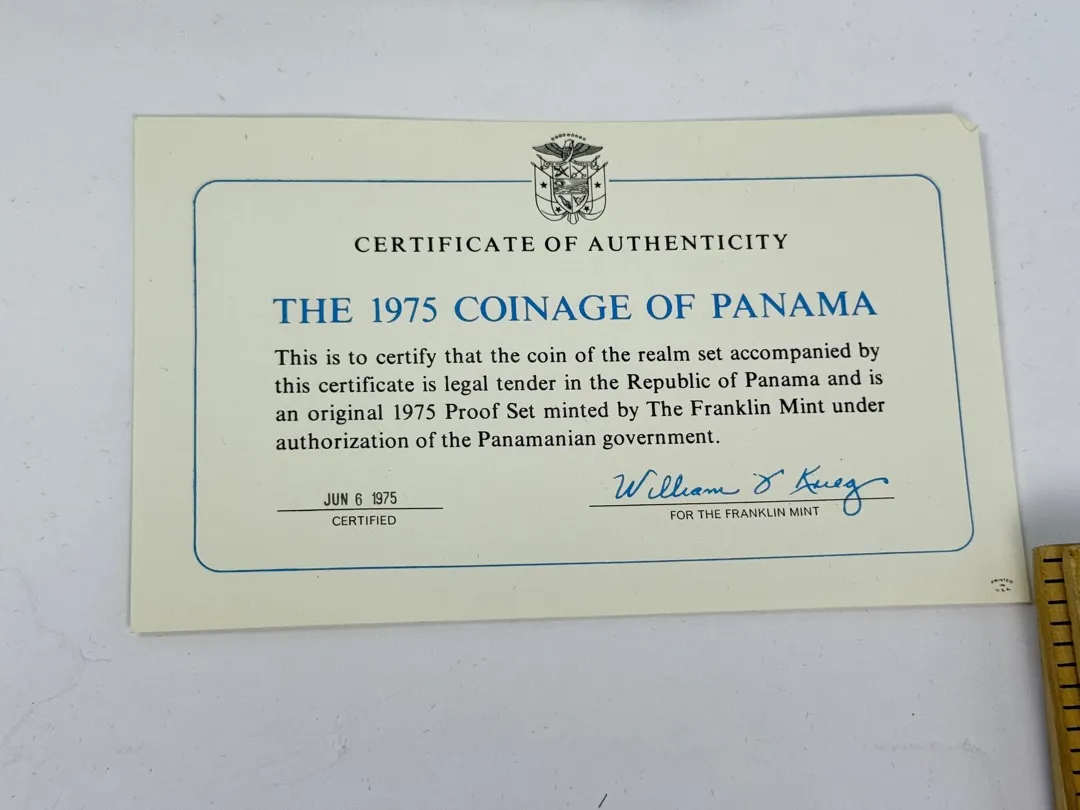 CERTIFICATE OF AUTHENTICITY
THE 1975 COINAGE OF PANAMA
This is to certify that the coin of the realm set accompanied by
this certificate is legal tender in the Republic of Panama and is
an original 1975 Proof Set minted by The Franklin Mint under
authorization of the Panamanian government.
JUN 6 1975
CERTIFIED
William
FOR THE FRANKLIN MINT
PRINTED
IN
U.S.A.